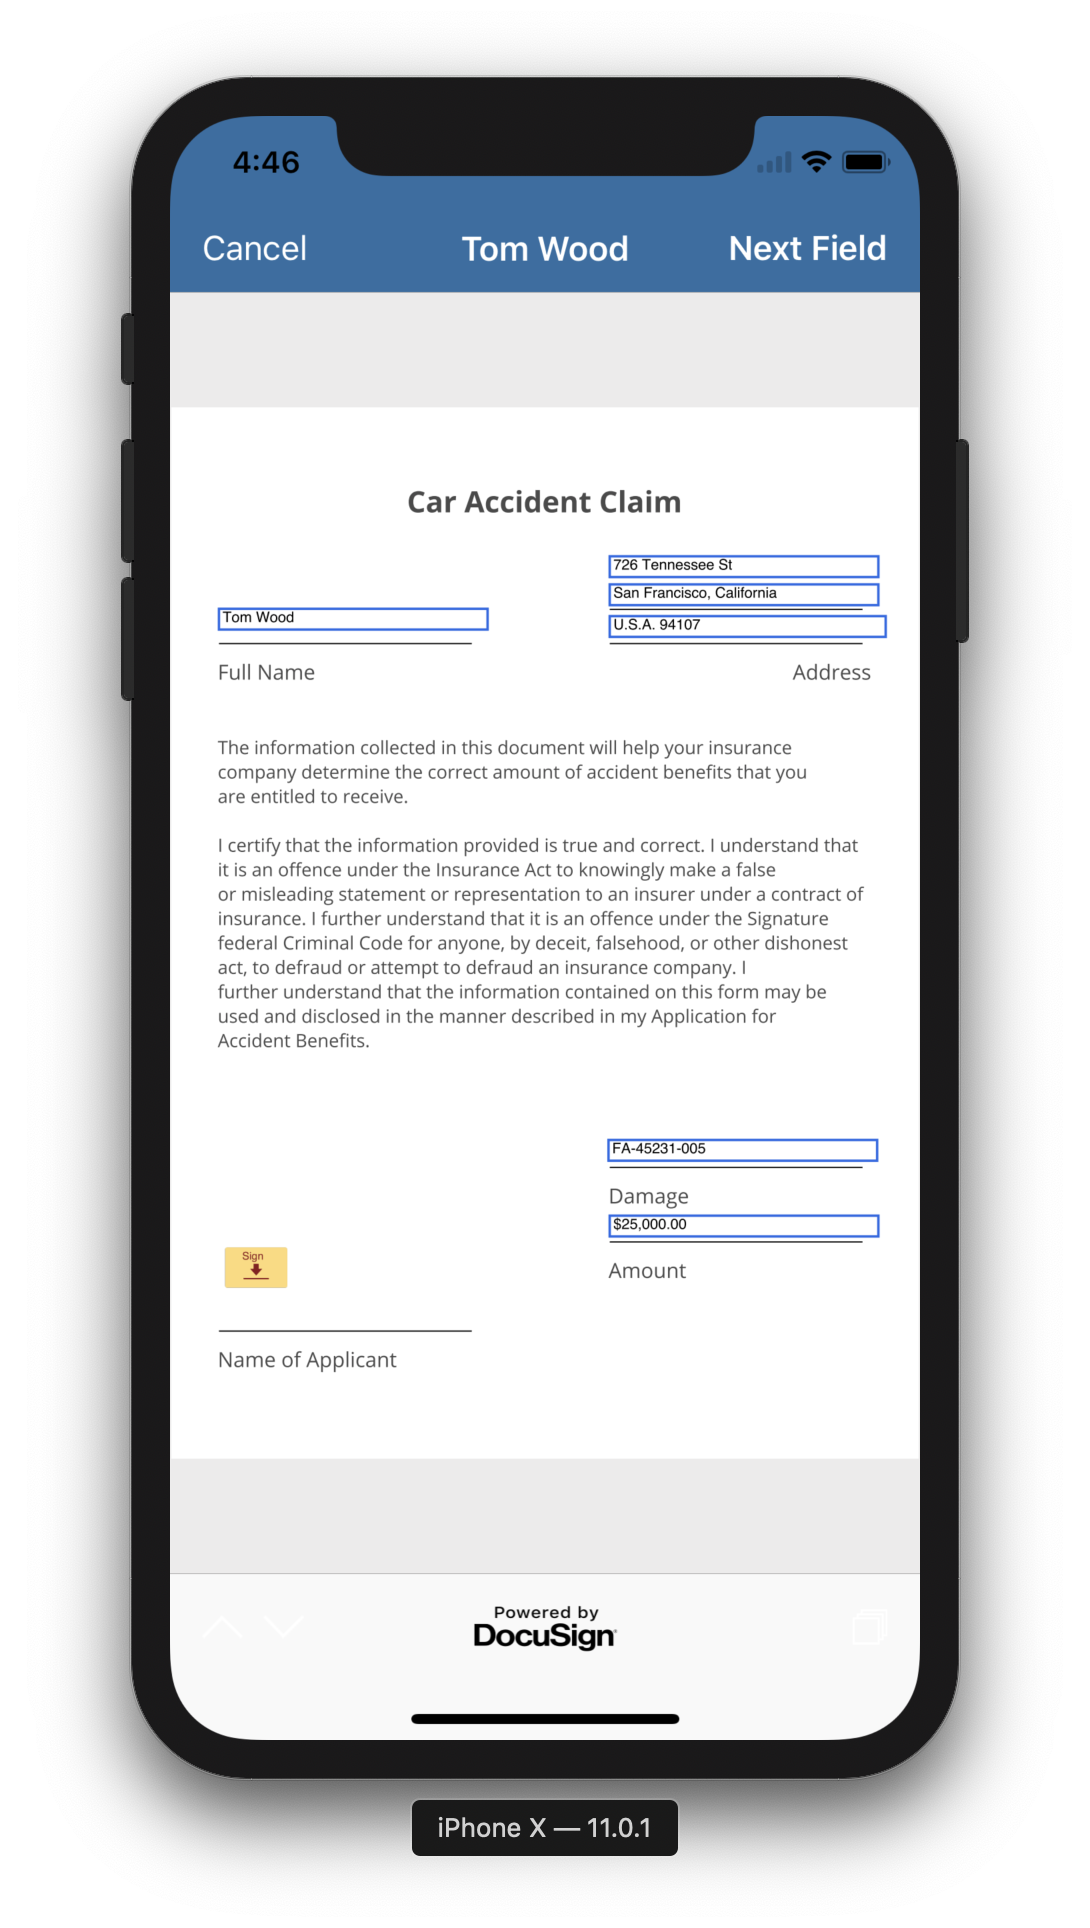 4:46
Cancel Tom Wood Next Field
Car Accident Claim
726 Tennessee St
San Francisco, California
Tom Wood
U.S.A. 94107
Full Name
Address
The information collected in this document will help your insurance
company determine the correct amount of accident benefits that you
are entitled to receive.
I certify that the information provided is true and correct. I understand that
it is an offence under the Insurance Act to knowingly make a false
or misleading statement or representation to an insurer under a contract of
insurance. I further understand that it is an offence under the Signature
federal Criminal Code for anyone, by deceit, falsehood, or other dishonest
act, to defraud or attempt to defraud an insurance company. I
further understand that the information contained on this form may be
used and disclosed in the manner described in my Application for
Accident Benefits.
FA-45231-005
Damage
$25,000.00
Amount
Sign
Name of Applicant
Powered by
DocuSign
iPhone X — 11.0.1